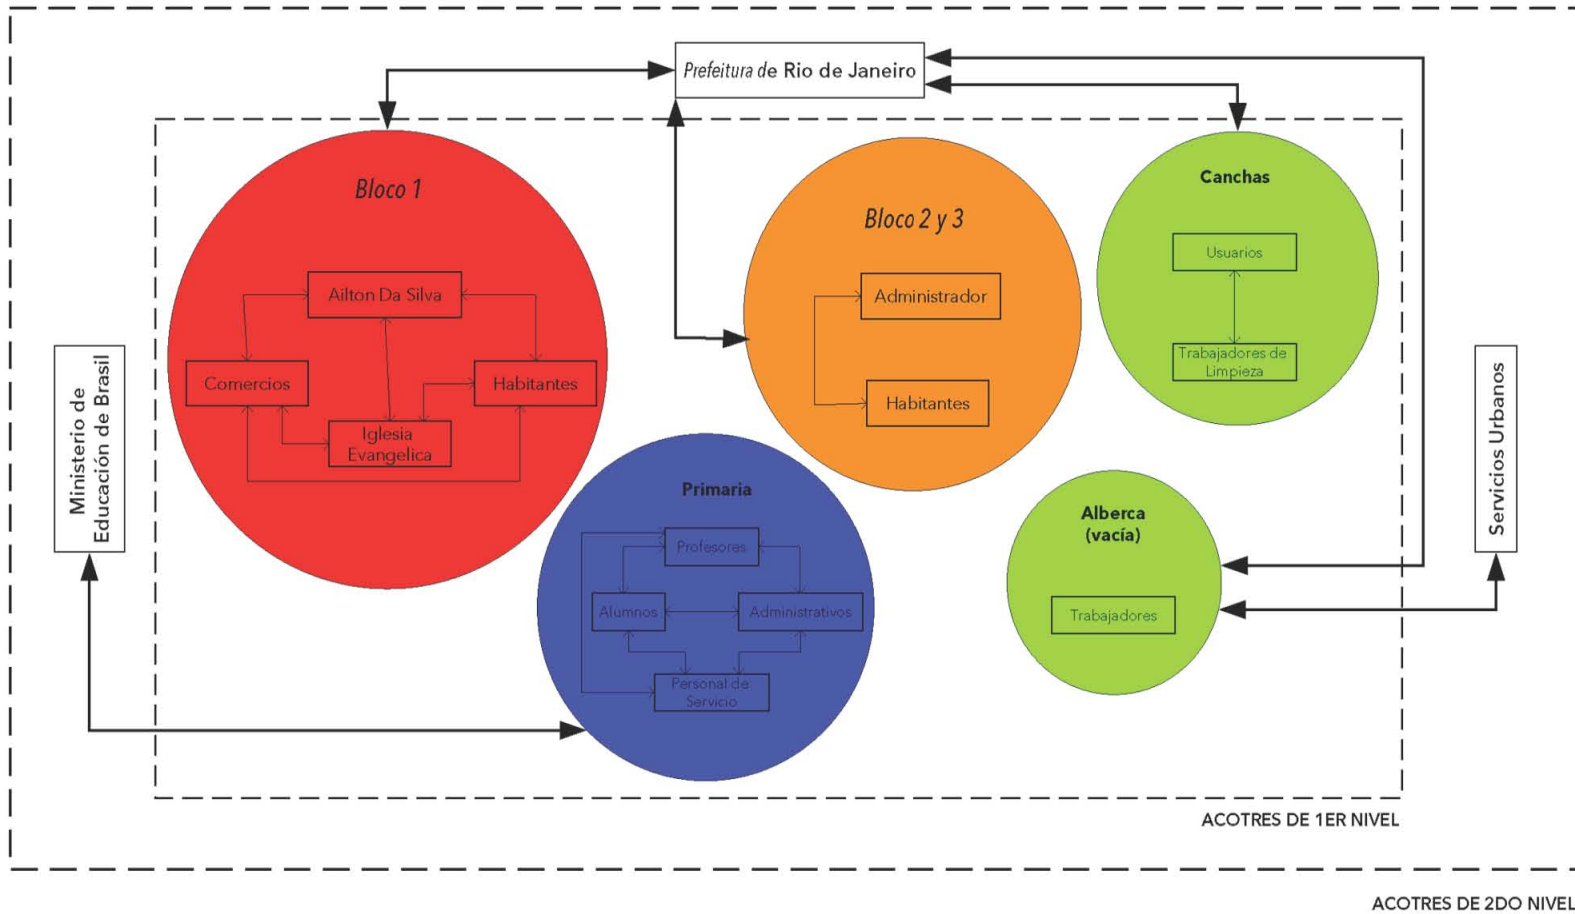 Prefeitura de Rio de Janeiro
Bloco 1
Ailton Da Silva
Comercios
Habitantes
Iglesia
Evangelica
Bloco 2 y 3
Administrador
Habitantes
Canchas
Usuarios
Trabajadores de
Limpieza
Ministerio de
Educación de Brasil
Primaria
Profesores
Alumnos
Administrativos
Personal de
Servicio
Alberca
(vacía)
Trabajadores
Servicios Urbanos
ACOTRES DE 1ER NIVEL
ACOTRES DE 2DO NIVEL